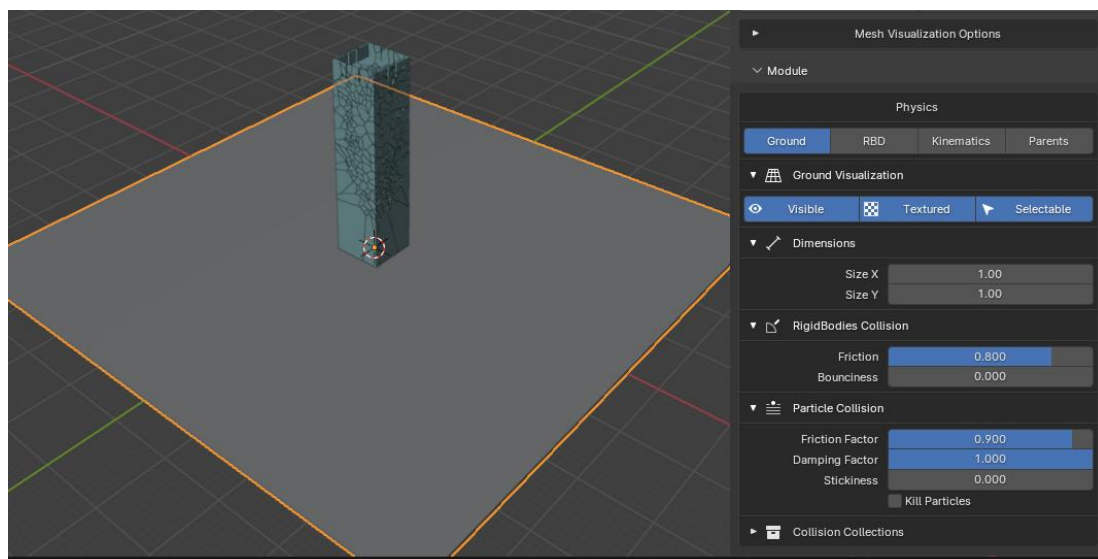 Mesh Visualization Options
Module
Physics
Ground RBD Kinematics Parents
Ground Visualization
Visible Textured Selectable
Dimensions
Size X 1.00
Size Y 1.00
RigidBodies Collision
Friction 0.800
Bounciness 0.000
Particle Collision
Friction Factor 0.900
Damping Factor 1.000
Stickiness 0.000
Kill Particles
Collision Collections